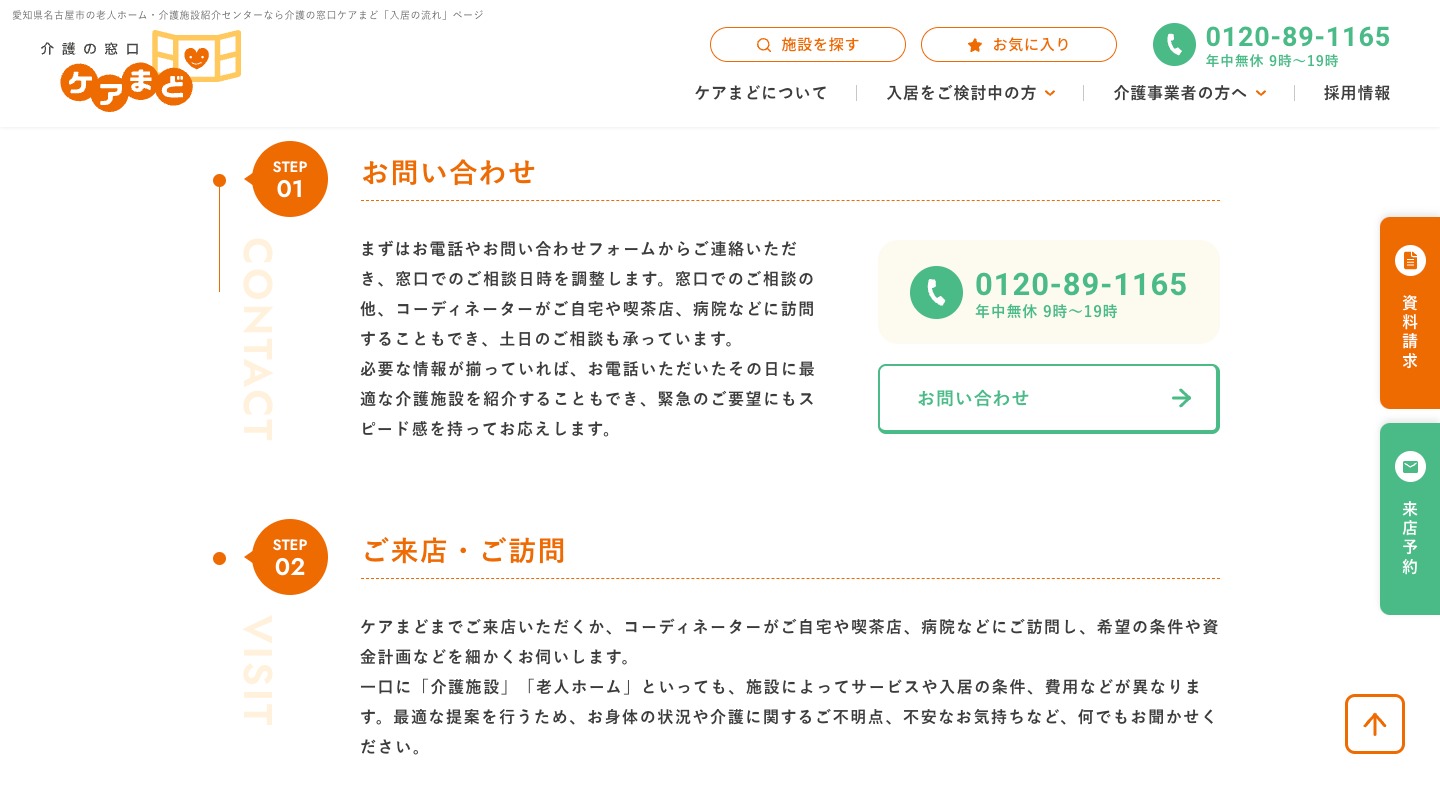 愛知県名古屋市の老人ホーム・介護施設紹介センターなら介護の窓口ケアまど「入居の流れ」ページ
介護の窓口
ケアまど
施設を探す
お気に入り
0120-89-1165
年中無休 9時〜19時
ケアまどについて
入居をご検討中の方
介護事業者の方へ
採用情報
STEP
01
お問い合わせ
CONTACT
まずはお電話やお問い合わせフォームからご連絡いただ
き、窓口でのご相談日時を調整します。窓口でのご相談の
他、コーディネーターがご自宅や喫茶店、病院などに訪問
することもでき、土日のご相談も承っています。
必要な情報が揃っていれば、お電話いただいたその日に最
適な介護施設を紹介することもでき、緊急のご要望にもス
ピード感を持ってお応えします。
0120-89-1165
年中無休 9時〜19時
お問い合わせ
資料請求
来店予約
STEP
02
ご来店・ご訪問
VISIT
ケアまどまでご来店いただくか、コーディネーターがご自宅や喫茶店、病院などにご訪問し、希望の条件や資
金計画などを細かくお伺いします。
一口に「介護施設」「老人ホーム」といっても、施設によってサービスや入居の条件、費用などが異なりま
す。最適な提案を行うため、お身体の状況や介護に関するご不明点、不安なお気持ちなど、何でもお聞かせく
ださい。